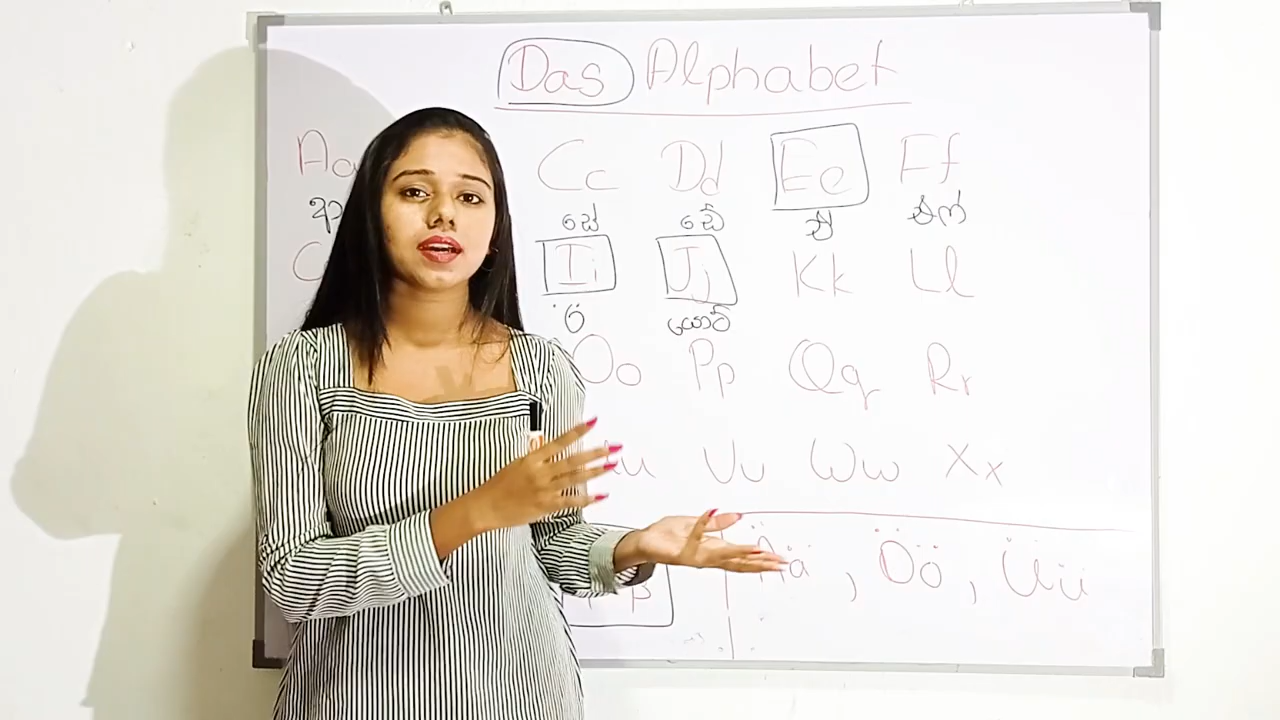 Das Alphabet
Aa Cc Dd Ee Ff
සේ ඩේ ඒ එෆ්
Ii Jj Kk Ll
ඊ යොට්
Oo Pp Qq Rr
Vv Ww Xx
Ää , Öö , Üü